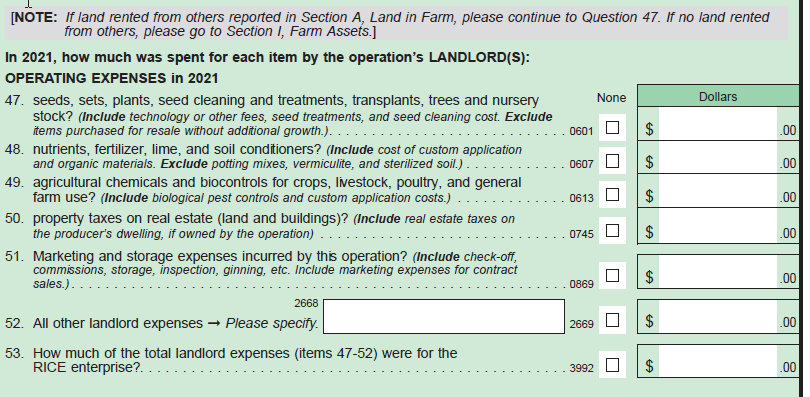 [NOTE: If land rented from others reported in Section A, Land in Farm, please continue to Question 47. If no land rented
from others, please go to Section I, Farm Assets.]
In 2021, how much was spent for each item by the operation's LANDLORD(S):
OPERATING EXPENSES in 2021
None Dollars
47. seeds, sets, plants, seed cleaning and treatments, transplants, trees and nursery
stock? (Include technology or other fees, seed treatments, and seed cleaning cost. Exclude
items purchased for resale without additional growth.). . . . . . . . . . . . . . . . . . . . . . . . . . . . . 0601 $ .00
48. nutrients, fertilizer, lime, and soil conditioners? (Include cost of custom application
and organic materials. Exclude potting mixes, vermiculite, and sterilized soil.) . . . . . . . . . . . . 0607 $ .00
49. agricultural chemicals and biocontrols for crops, livestock, poultry, and general
farm use? (Include biological pest controls and custom application costs.) . . . . . . . . . . . . . 0613 $ .00
50. property taxes on real estate (land and buildings)? (Include real estate taxes on
the producer's dwelling, if owned by the operation) . . . . . . . . . . . . . . . . . . . . . . . . . . . . . . 0745 $ .00
51. Marketing and storage expenses incurred by this operation? (Include check-off,
commissions, storage, inspection, ginning, etc. Include marketing expenses for contract
sales.). . . . . . . . . . . . . . . . . . . . . . . . . . . . . . . . . . . . . . . . . . . . . . . . . . . . . . . . . . . 0869 $ .00
2668
52. All other landlord expenses → Please specify. 2669 $ .00
53. How much of the total landlord expenses (items 47-52) were for the
RICE enterprise?. . . . . . . . . . . . . . . . . . . . . . . . . . . . . . . . . . . . . . . . . . . . . . . . . . . 3992 $ .00